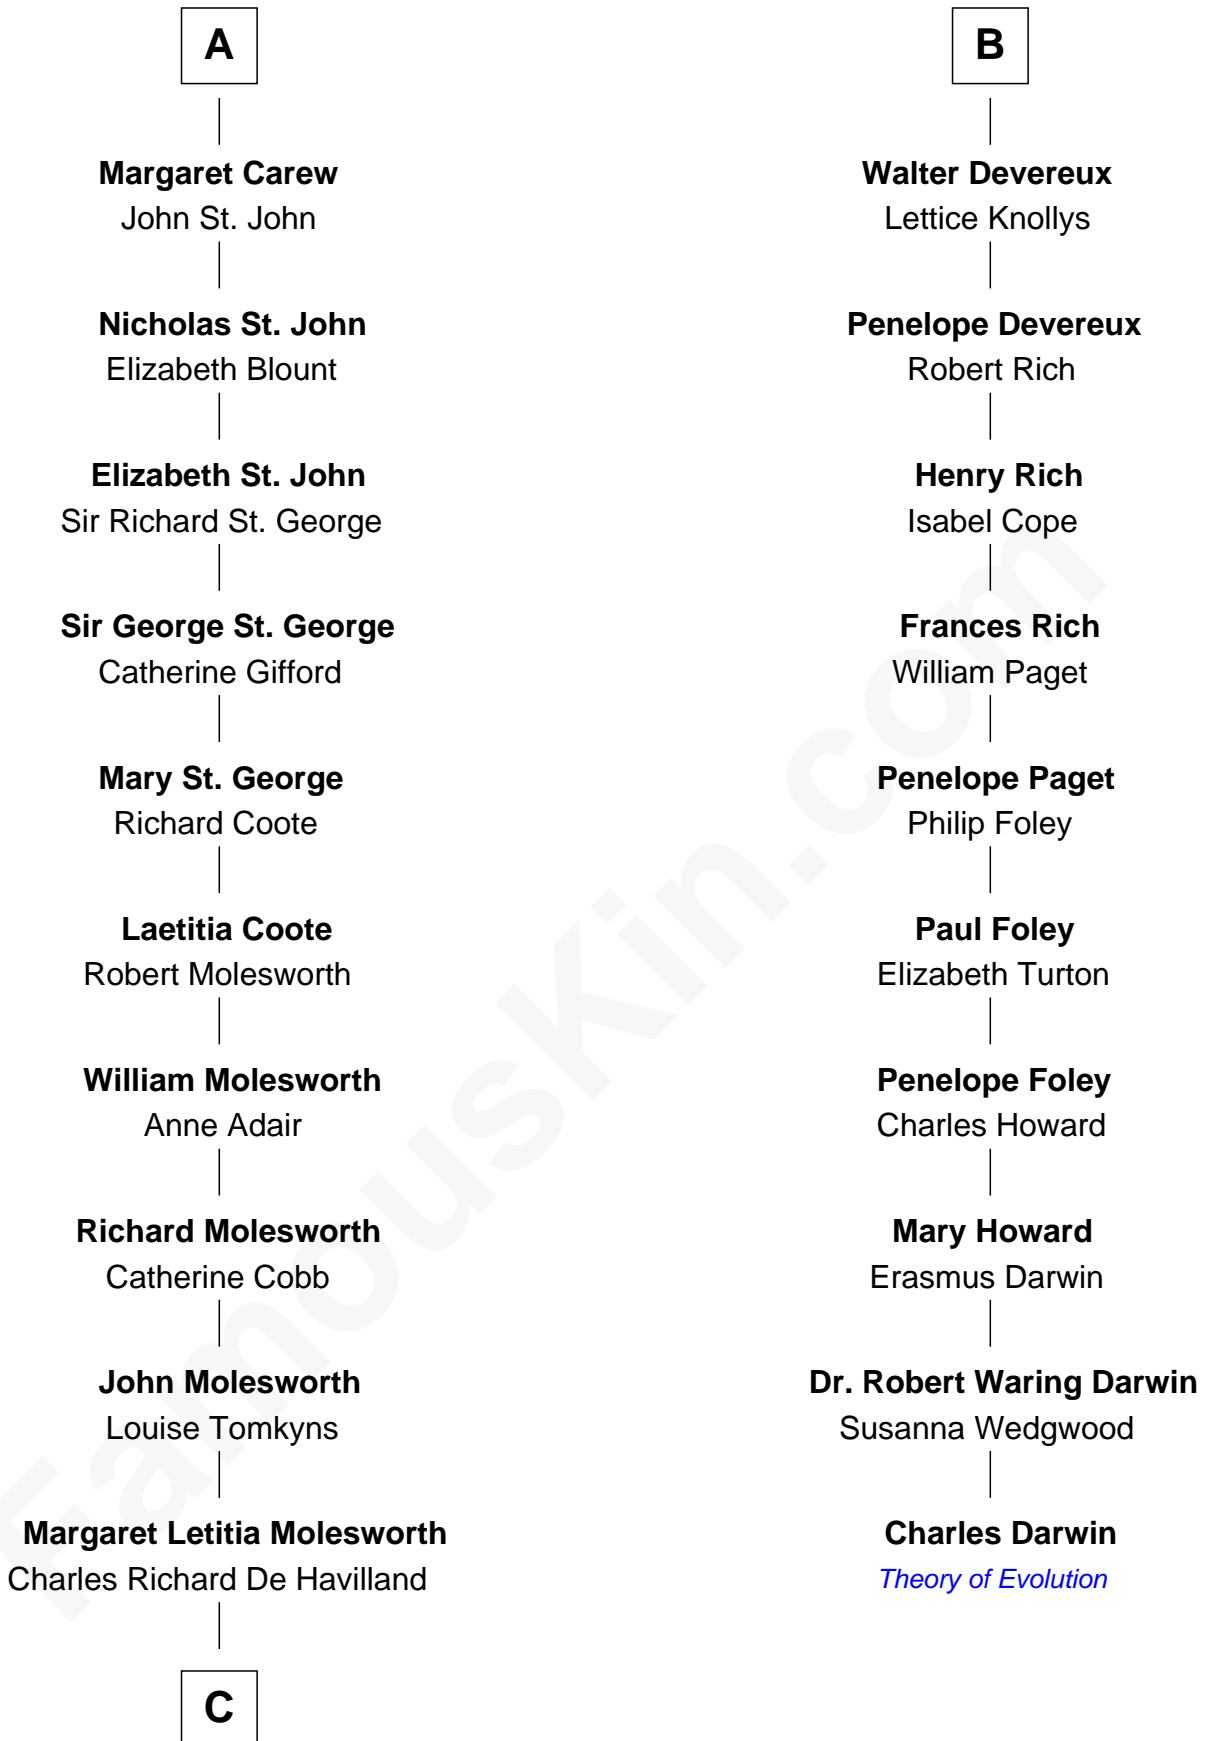 A
Margaret Carew
John St. John
Nicholas St. John
Elizabeth Blount
Elizabeth St. John
Sir Richard St. George
Sir George St. George
Catherine Gifford
Mary St. George
Richard Coote
Laetitia Coote
Robert Molesworth
William Molesworth
Anne Adair
Richard Molesworth
Catherine Cobb
John Molesworth
Louise Tomkyns
Margaret Letitia Molesworth
Charles Richard De Havilland
C
B
Walter Devereux
Lettice Knollys
Penelope Devereux
Robert Rich
Henry Rich
Isabel Cope
Frances Rich
William Paget
Penelope Paget
Philip Foley
Paul Foley
Elizabeth Turton
Penelope Foley
Charles Howard
Mary Howard
Erasmus Darwin
Dr. Robert Waring Darwin
Susanna Wedgwood
Charles Darwin
Theory of Evolution
FamousKin.com